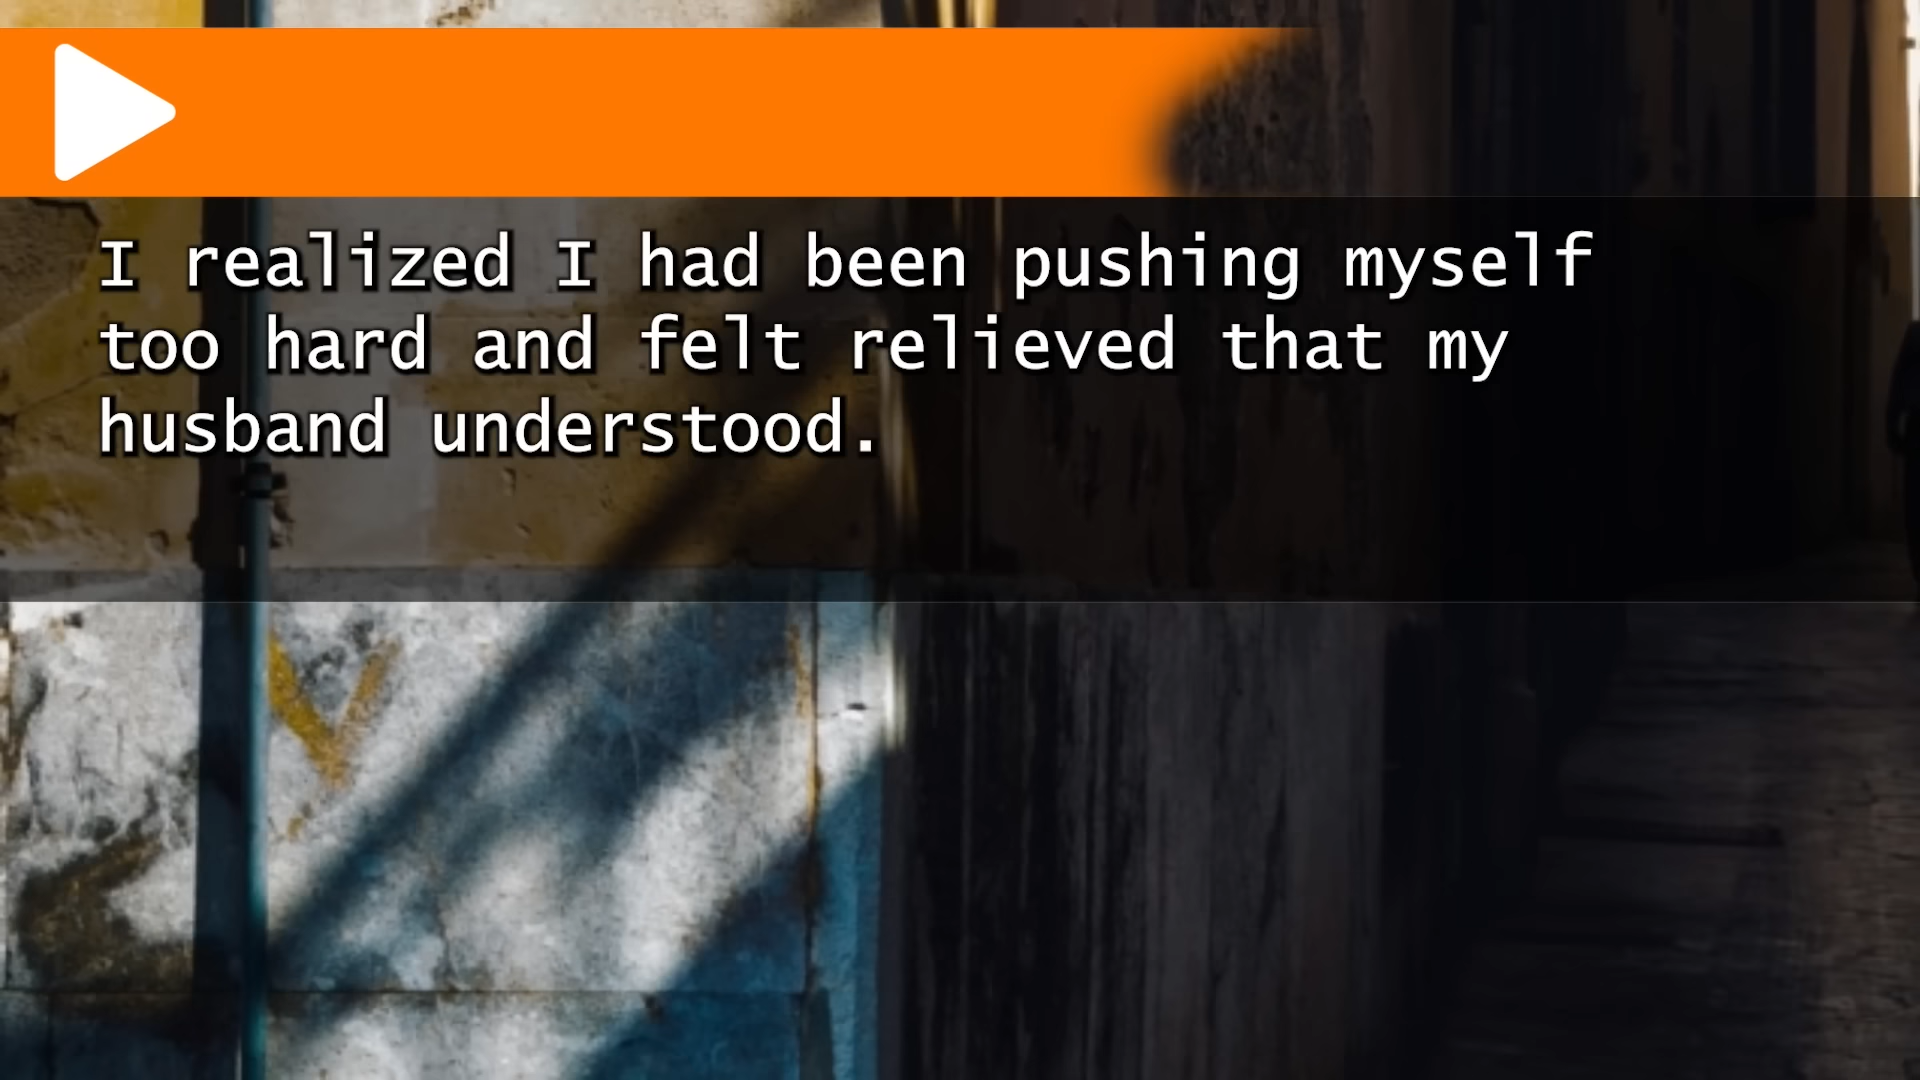 I realized I had been pushing myself
too hard and felt relieved that my
husband understood.